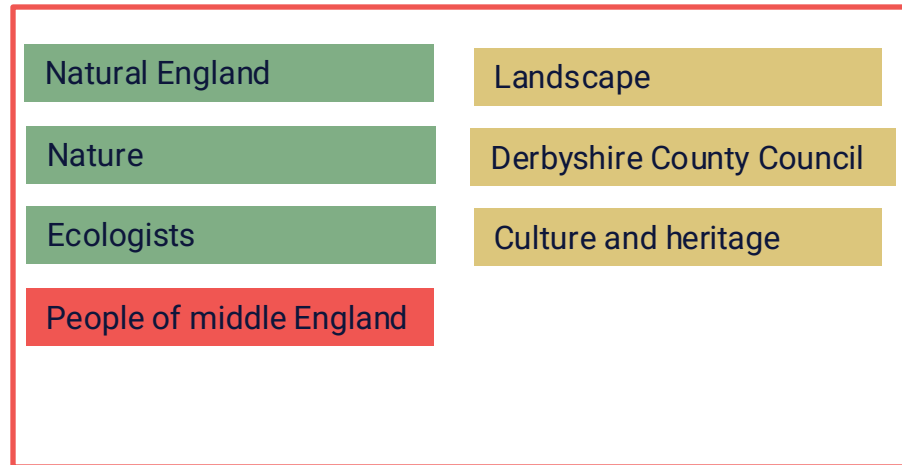 Natural England
Nature
Ecologists
People of middle England
Landscape
Derbyshire County Council
Culture and heritage